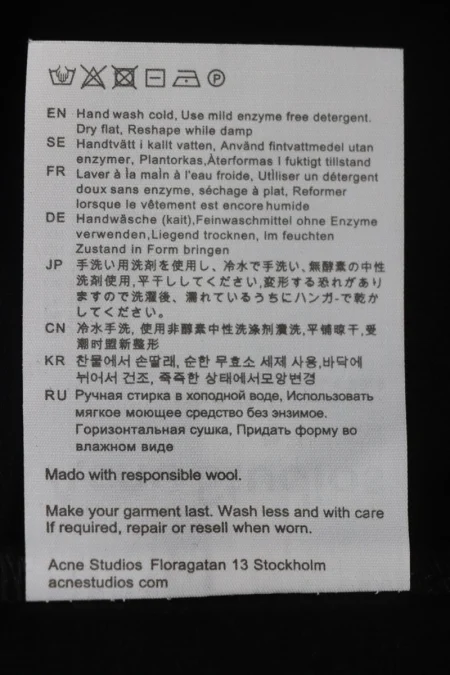 EN Hand wash cold, Use mild enzyme free detergent.
Dry flat, Reshape while damp
SE Handtvätt i kallt vatten, Använd fintvattmedel utan
enzymer, Plantorkas,Aterformas I fuktigt tillstand
FR Laver à la main à l'eau froide, Utiliser un détergent
doux sans enzyme, séchage à plat, Reformer
lorsque le vêtement est encore humide
DE Handwäsche (kait),Feinwaschmittel ohne Enzyme
verwenden,Liegend trocknen, Im feuchten
Zustand in Form bringen
JP 手洗い用洗剤を使用し、冷水で手洗い、無酵素の中性
洗剤使用,平干ししてください,変形する恐れがあり
ますので洗濯後、濡れているうちにハンガ-で乾か
してください。
CN 冷水手洗, 使用非酵素中性洗涤剂清洗,平铺晾干,受
潮时盟新整形
KR 찬물에서 손딸래, 순한 무효소 세제 사용,바닥에
뉘어서 건조, 죽죽한 상태에서모앙변경
RU Ручная стирка в хоподной воде, Использовать
мягкое моющее средство без энзимое.
Горизонтальная сушка, Придать форму во
влажном виде
Mado with responsible wool.
Make your garment last. Wash less and with care
If required, repair or resell when worn.
Acne Studios Floragatan 13 Stockholm
acnestudios com